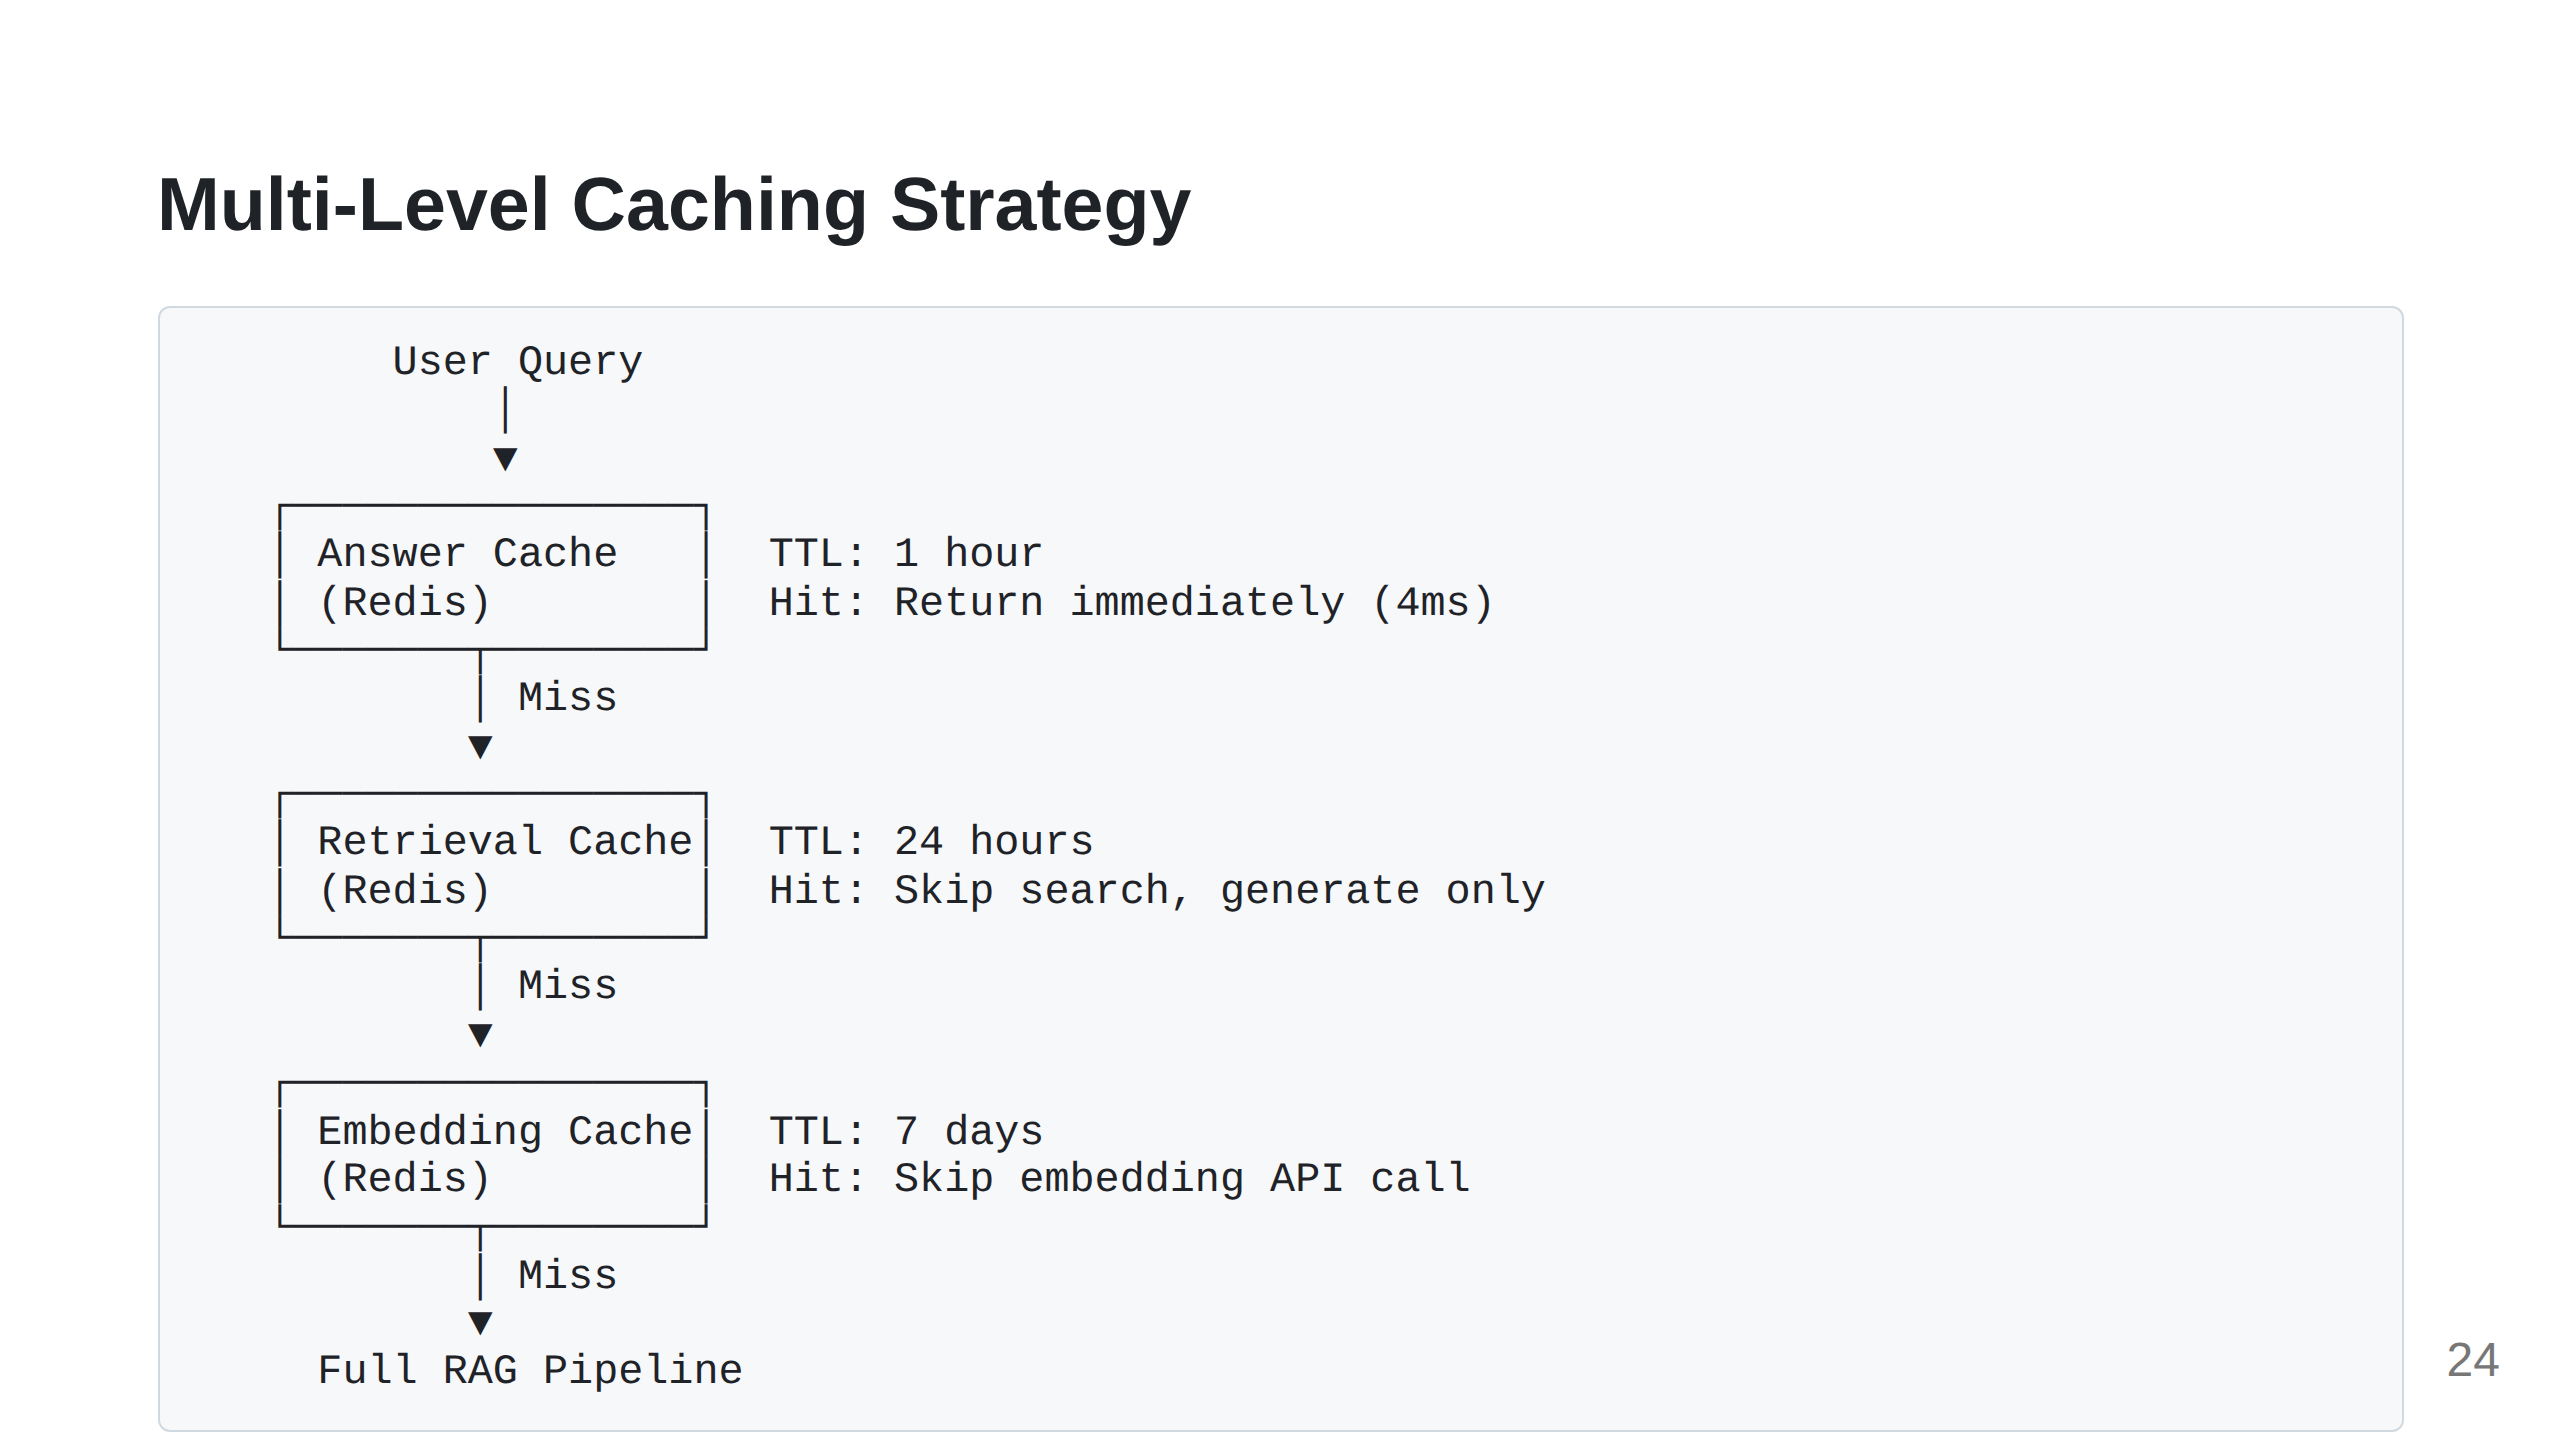 Multi-Level Caching Strategy
User Query
Answer Cache TTL: 1 hour
(Redis) Hit: Return immediately (4ms)
Miss
Retrieval Cache TTL: 24 hours
(Redis) Hit: Skip search, generate only
Miss
Embedding Cache TTL: 7 days
(Redis) Hit: Skip embedding API call
Miss
Full RAG Pipeline
24